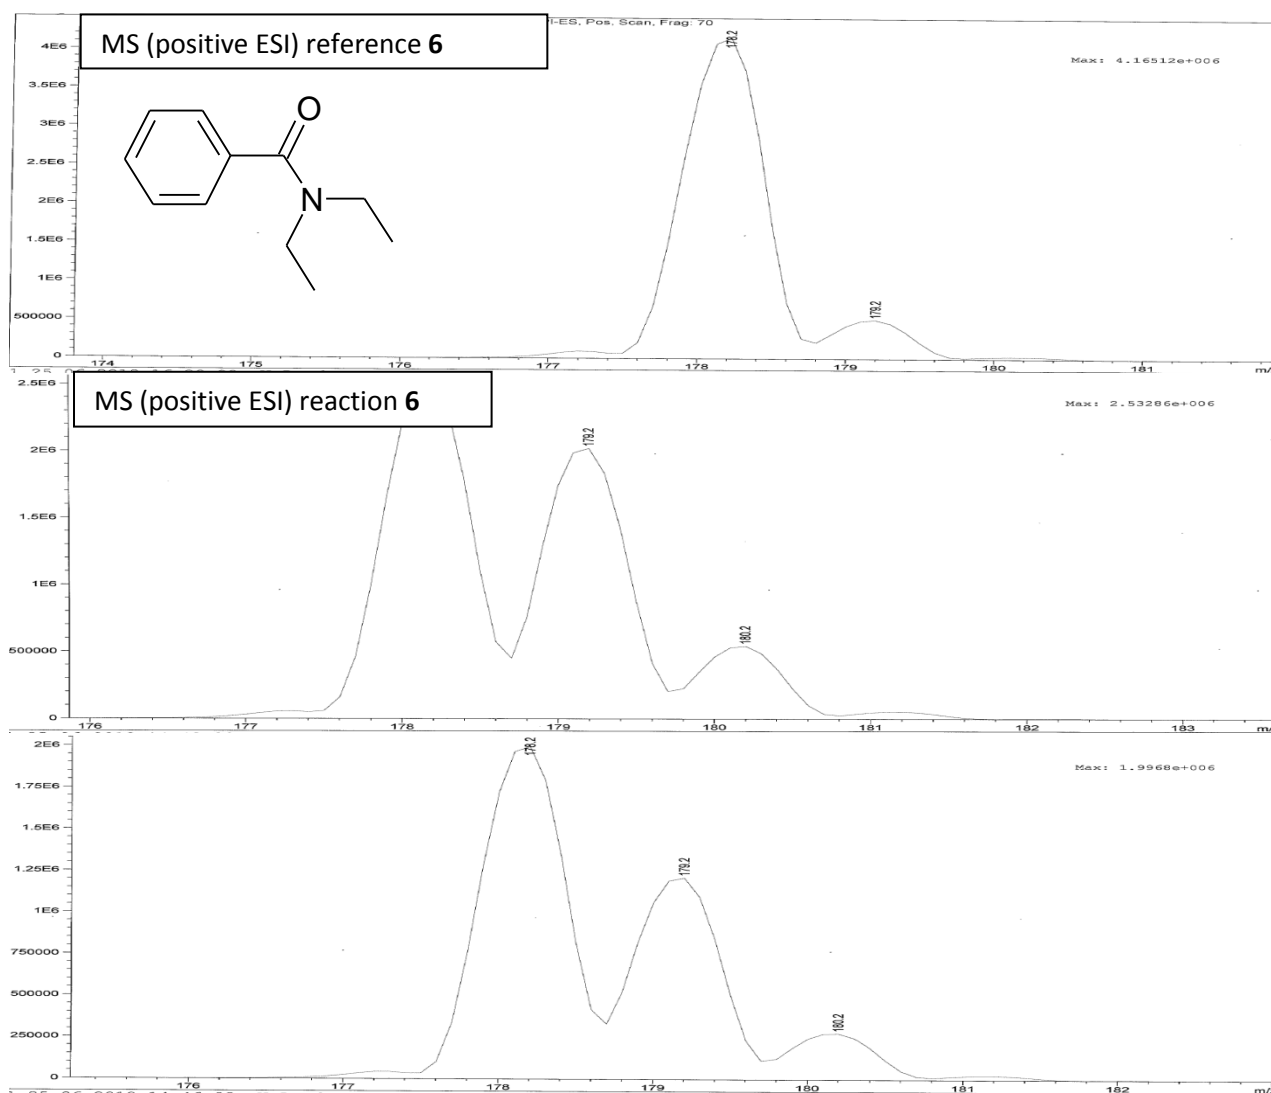 I-ES, Pos, Scan, Frag: 70
MS (positive ESI) reference 6
Max: 4.16512e+006
178.2
179.2
4E6
3.5E6
3E6
2.5E6
2E6
1.5E6
1E6
500000
0
O
N
174 175 176 177 178 179 180 181 m/
2.5E6
MS (positive ESI) reaction 6
Max: 2.53286e+006
179.2
180.2
2E6
1.5E6
1E6
500000
0
176 177 178 179 180 181 182 183 m/
2E6
178.2
Max: 1.9968e+006
179.2
180.2
1.75E6
1.5E6
1.25E6
1E6
750000
500000
250000
0
176 177 178 179 180 181 182 m/